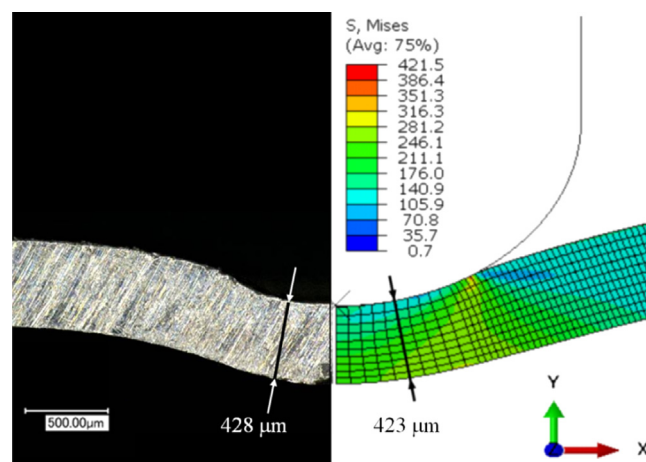 S, Mises
(Avg: 75%)
421.5
386.4
351.3
316.3
281.2
246.1
211.1
176.0
140.9
105.9
70.8
35.7
0.7
500.00µm
428 µm
423 µm
Y
Z
X